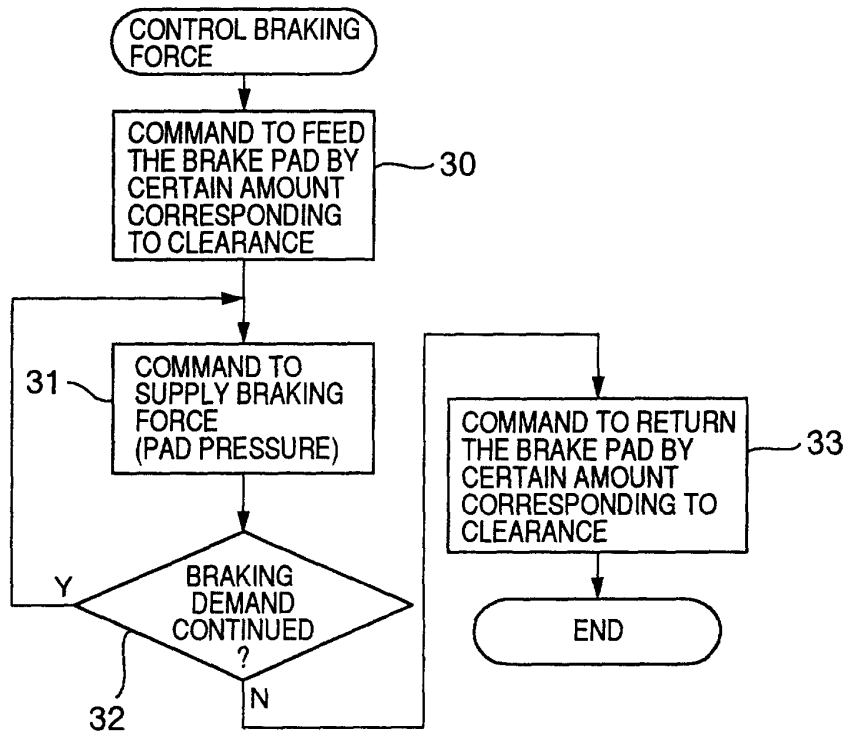 CONTROL BRAKING
FORCE
COMMAND TO FEED
THE BRAKE PAD BY
CERTAIN AMOUNT
CORRESPONDING
TO CLEARANCE
30
COMMAND TO
SUPPLY BRAKING
FORCE
(PAD PRESSURE)
31
BRAKING
DEMAND
CONTINUED
?
Y
N
32
COMMAND TO RETURN
THE BRAKE PAD BY
CERTAIN AMOUNT
CORRESPONDING TO
CLEARANCE
33
END